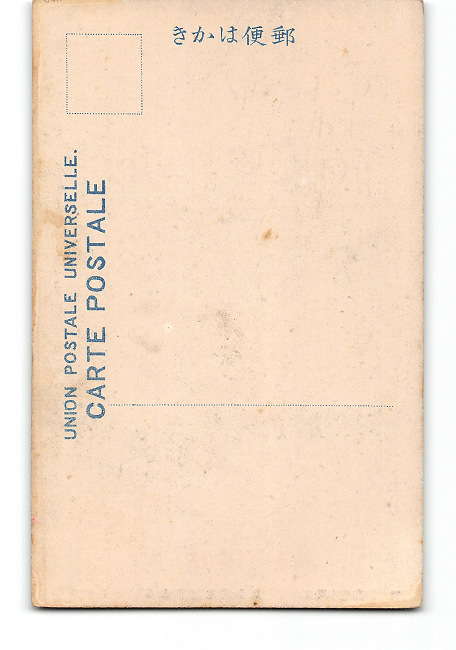 郵便はかき
UNION POSTALE UNIVERSELLE.
CARTE POSTALE